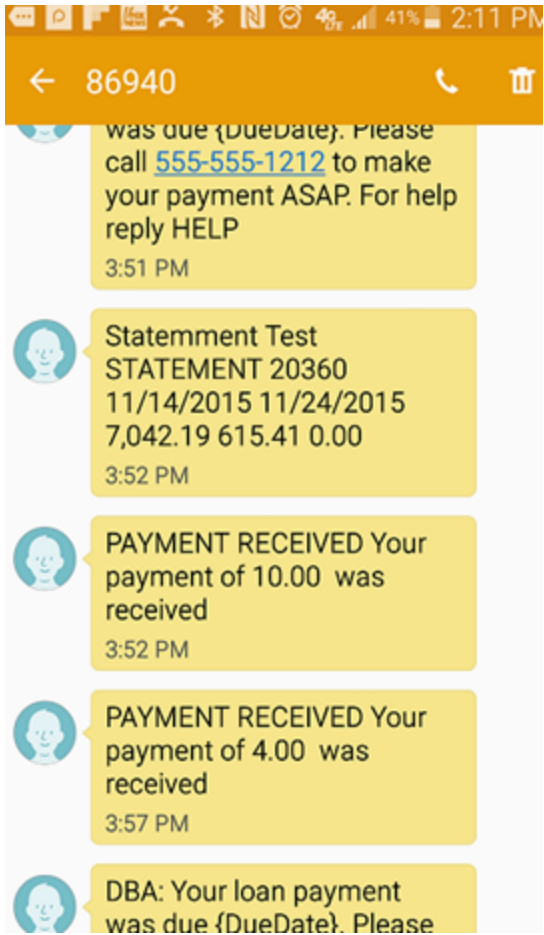 41% 2:11 PM
86940
was due {DueDate}. Please
call 555-555-1212 to make
your payment ASAP. For help
reply HELP
3:51 PM
Statemment Test
STATEMENT 20360
11/14/2015 11/24/2015
7,042.19 615.41 0.00
3:52 PM
PAYMENT RECEIVED Your
payment of 10.00  was
received
3:52 PM
PAYMENT RECEIVED Your
payment of 4.00  was
received
3:57 PM
DBA: Your loan payment
was due {DueDate}. Please